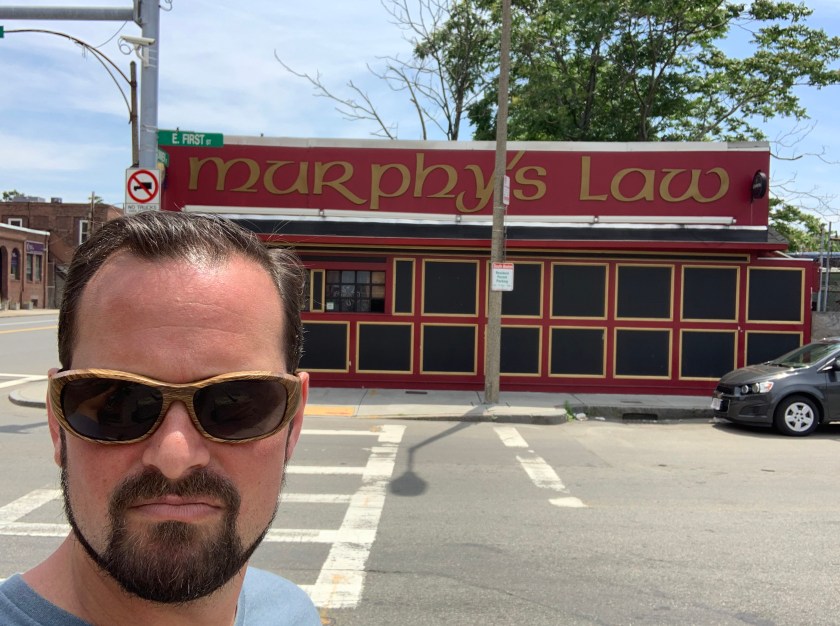 E. FIRST ST
murphy's Law
NO TRUCKS